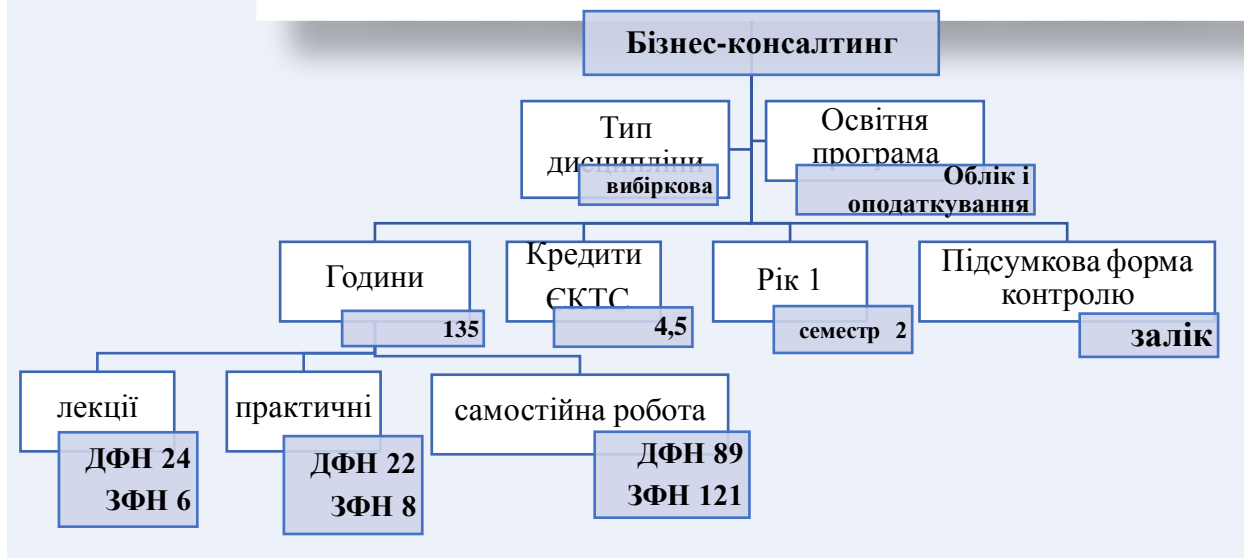 Бізнес-консалтинг
Тип
дисципліни
вибіркова
Освітня
програма
Облік і
оподаткування
Години
135
Кредити
ЄКТС
4,5
Рік 1
семестр 2
Підсумкова форма
контролю
залік
лекції
ДФН 24
ЗФН 6
практичні
ДФН 22
ЗФН 8
самостійна робота
ДФН 89
ЗФН 121